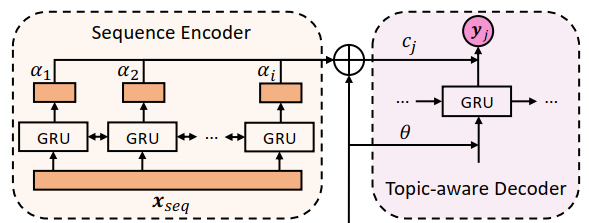 Sequence Encoder
α1 α2 αi
GRU GRU ... GRU
xseq
cj
yj
... GRU ...
θ
Topic-aware Decoder